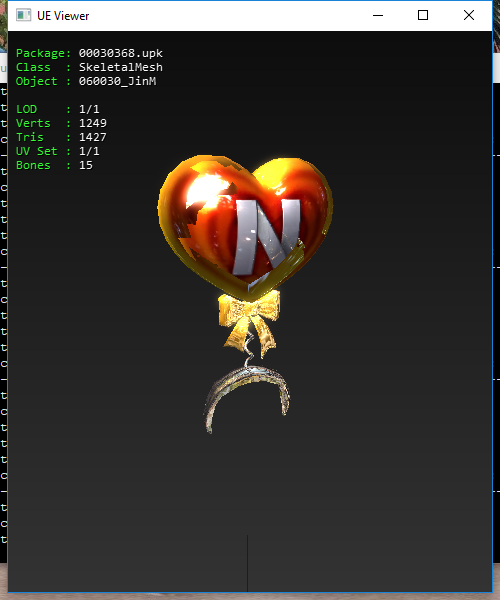 UE Viewer
Package: 00030368.upk
Class : SkeletalMesh
Object : 060030_JinM
LOD : 1/1
Verts : 1249
Tris : 1427
UV Set : 1/1
Bones : 15
N